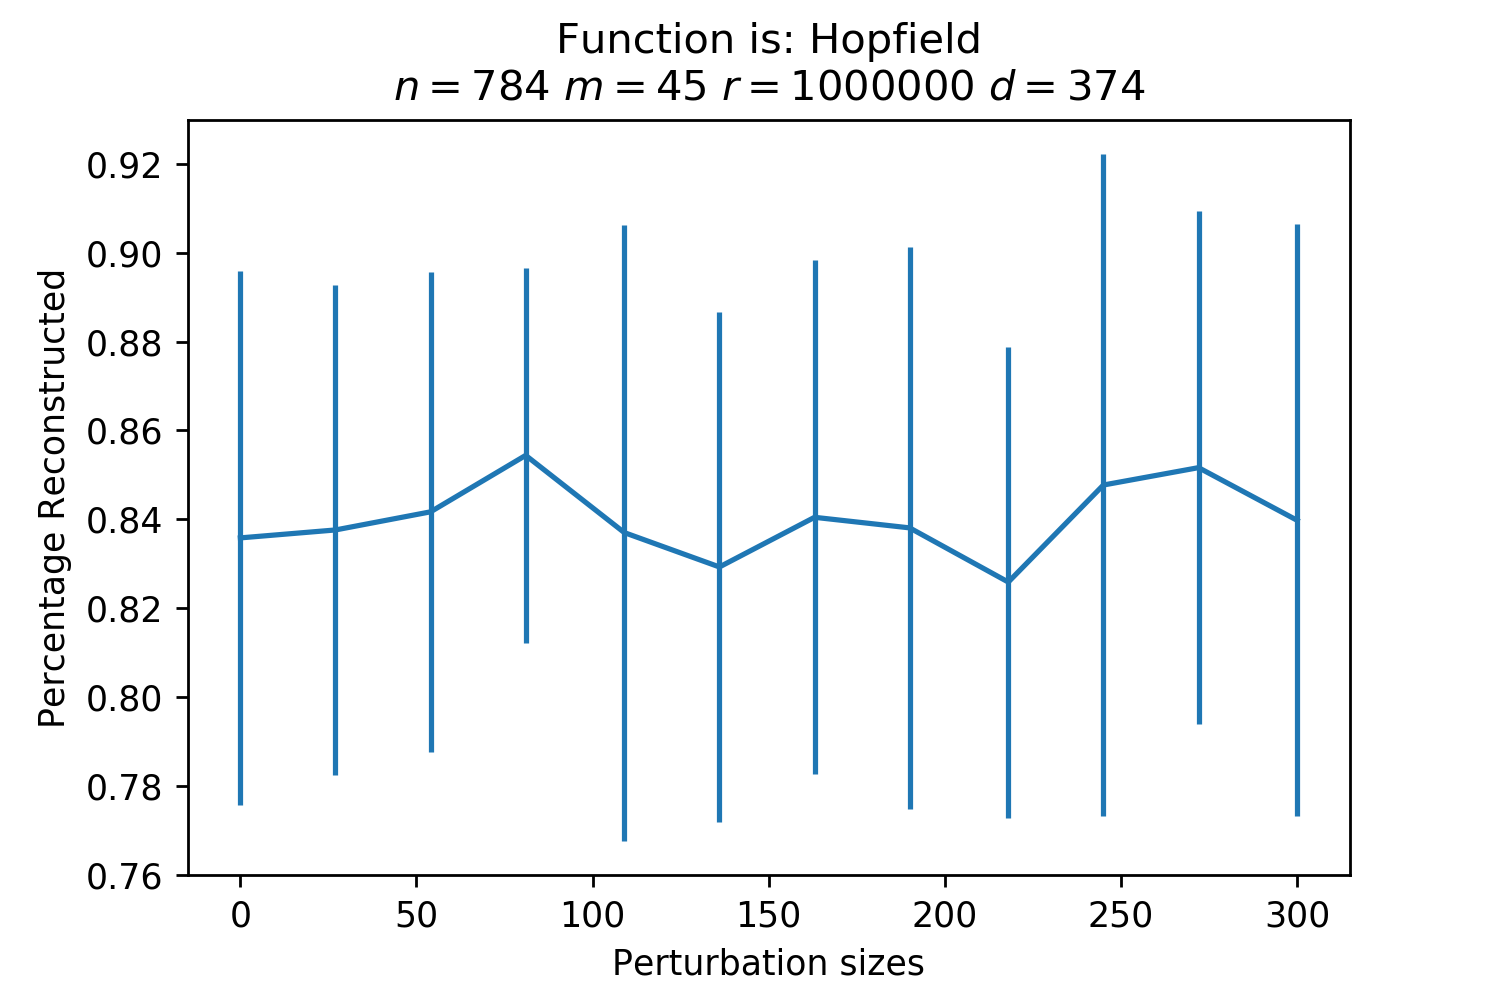 Function is: Hopfield
n = 784 m = 45 r = 1000000 d = 374
Percentage Reconstructed
0.92
0.90
0.88
0.86
0.84
0.82
0.80
0.78
0.76
0 50 100 150 200 250 300
Perturbation sizes